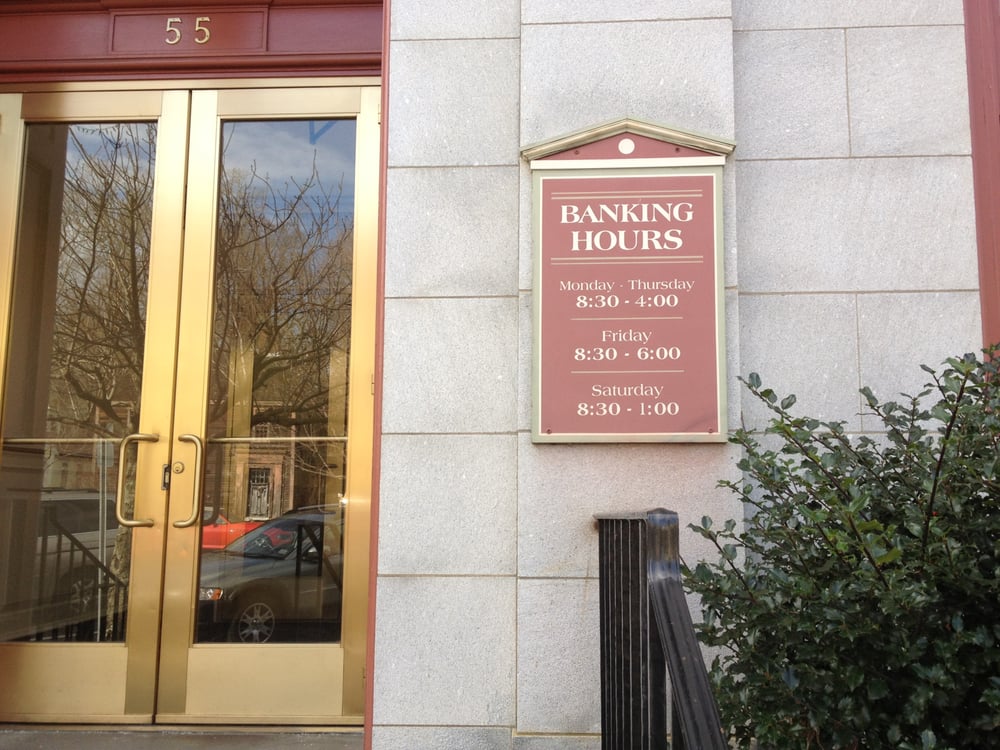 55
BANKING
HOURS
Monday - Thursday
8:30 - 4:00
Friday
8:30 - 6:00
Saturday
8:30 - 1:00